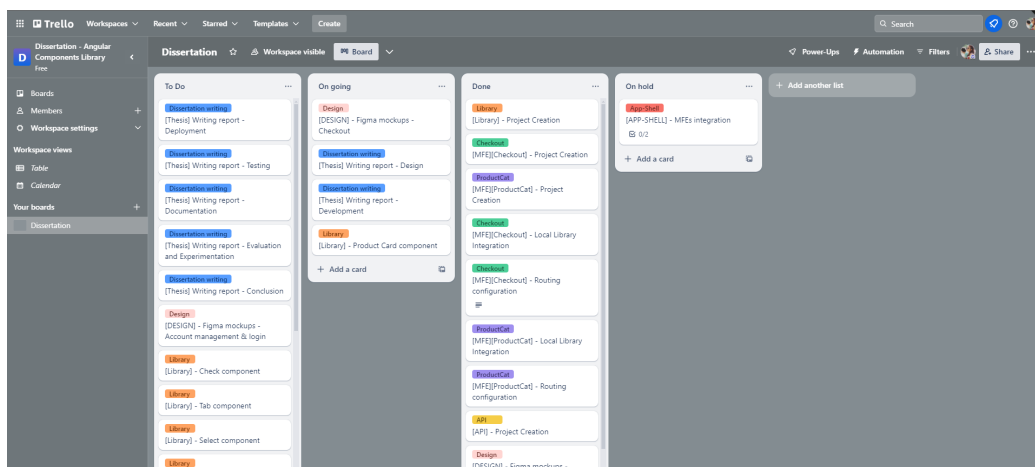 Trello Workspaces Recent Starred Templates Create Search
Dissertation - Angular
Components Library
Free
D
Dissertation Workspace visible Board Power-Ups Automation Filters Share
Boards
Members
Workspace settings
Workspace views
Table
Calendar
Your boards
Dissertation
To Do
Dissertation writing
[Thesis] Writing report -
Deployment
Dissertation writing
[Thesis] Writing report - Testing
Dissertation writing
[Thesis] Writing report -
Documentation
Dissertation writing
[Thesis] Writing report - Evaluation
and Experimentation
Dissertation writing
[Thesis] Writing report - Conclusion
Design
[DESIGN] - Figma mockups -
Account management & login
Library
[Library] - Check component
Library
[Library] - Tab component
Library
[Library] - Select component
Library
On going
Design
[DESIGN] - Figma mockups -
Checkout
Dissertation writing
[Thesis] Writing report - Design
Dissertation writing
[Thesis] Writing report -
Development
Library
[Library] - Product Card component
+ Add a card
Done
Library
[Library] - Project Creation
Checkout
[MFE][Checkout] - Project Creation
ProductCat
[MFE][ProductCat] - Project
Creation
Checkout
[MFE][Checkout] - Local Library
Integration
Checkout
[MFE][Checkout] - Routing
configuration
ProductCat
[MFE][ProductCat] - Local Library
Integration
ProductCat
[MFE][ProductCat] - Routing
configuration
API
[API] - Project Creation
Design
[DESIGN] - Figma mockups -
On hold
App-Shell
[APP-SHELL] - MFEs integration
0/2
+ Add a card
+ Add another list